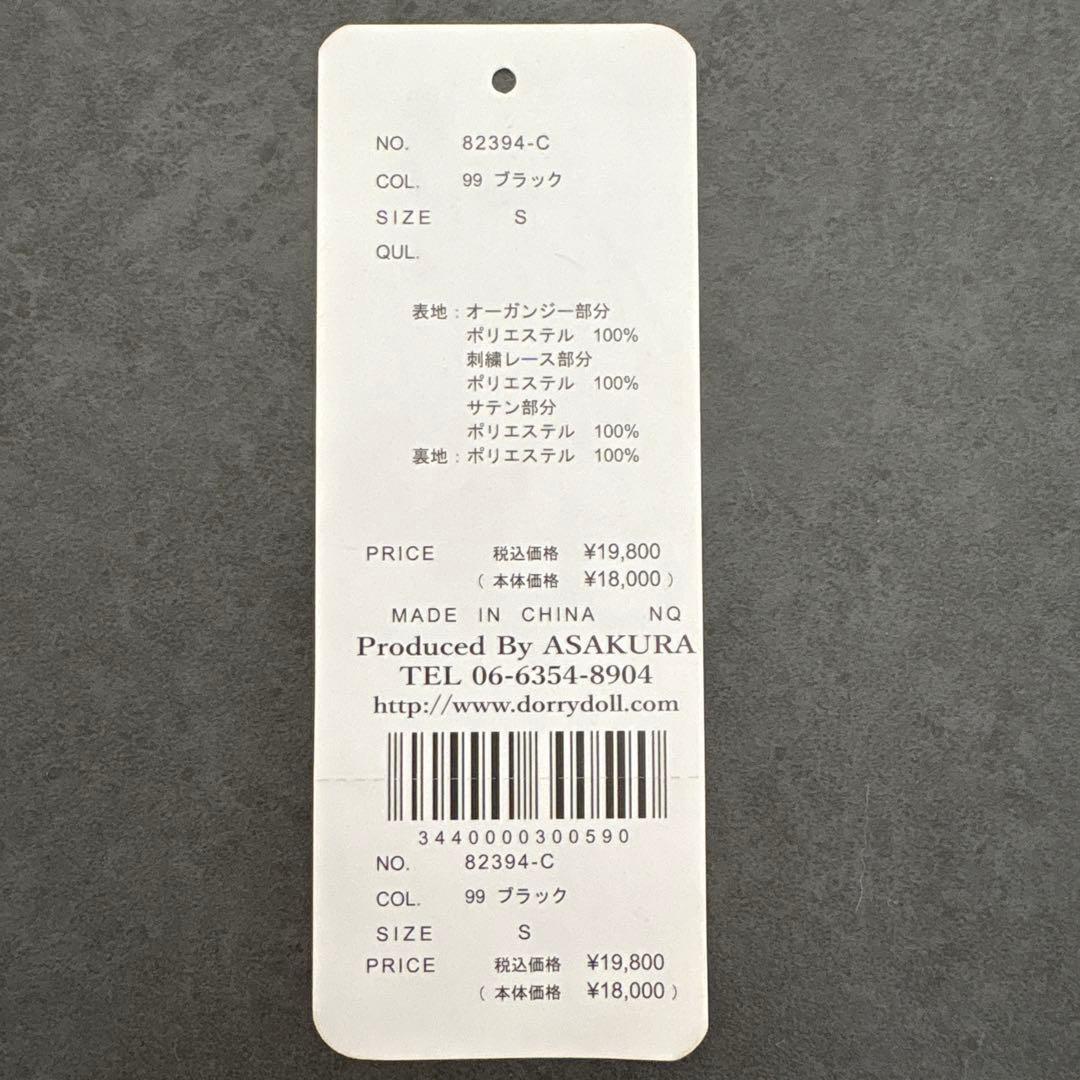 NO. 82394-C
COL. 99 ブラック
SIZE S
QUL.
表地:オーガンジー部分
ポリエステル 100%
刺繍レース部分
ポリエステル 100%
サテン部分
ポリエステル 100%
裏地:ポリエステル 100%
PRICE 税込価格 ¥19,800
(本体価格 ¥18,000)
MADE IN CHINA NQ
Produced By ASAKURA
TEL 06-6354-8904
http://www.dorrydoll.com
3440000300590
NO. 82394-C
COL. 99 ブラック
SIZE S
PRICE 税込価格 ¥19,800
(本体価格 ¥18,000)